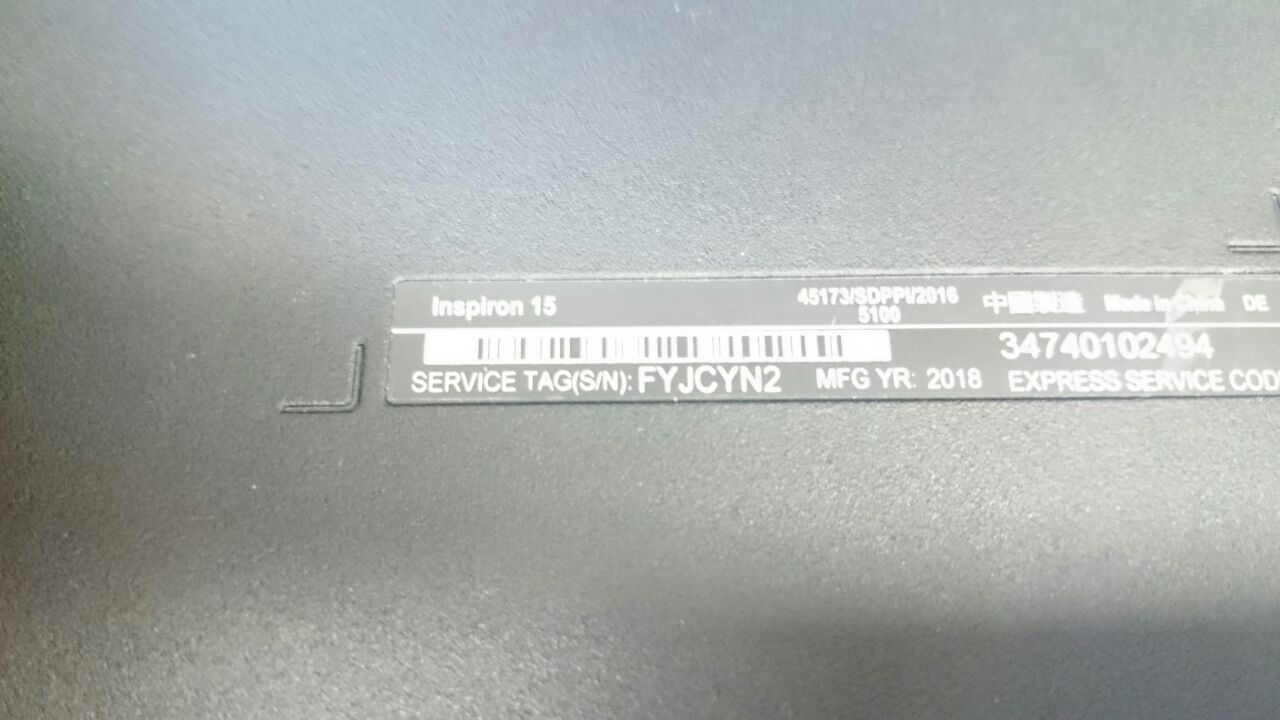 Inspiron 15
45173/SDPPI/2016
5100
中國製造 Made in China DE
34740102494
SERVICE TAG(S/N): FYJCYN2 MFG YR: 2018 EXPRESS SERVICE COD